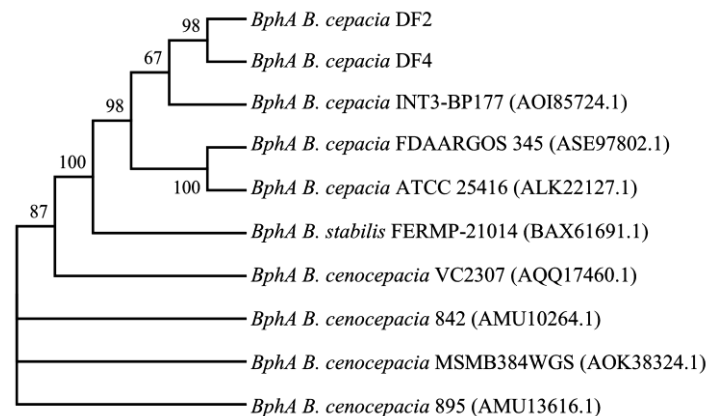 98
BphA B. cepacia DF2
67
BphA B. cepacia DF4
98
BphA B. cepacia INT3-BP177 (AOI85724.1)
BphA B. cepacia FDAARGOS 345 (ASE97802.1)
100
100
BphA B. cepacia ATCC 25416 (ALK22127.1)
87
BphA B. stabilis FERMP-21014 (BAX61691.1)
BphA B. cenocepacia VC2307 (AQQ17460.1)
BphA B. cenocepacia 842 (AMU10264.1)
BphA B. cenocepacia MSMB384WGS (AOK38324.1)
BphA B. cenocepacia 895 (AMU13616.1)